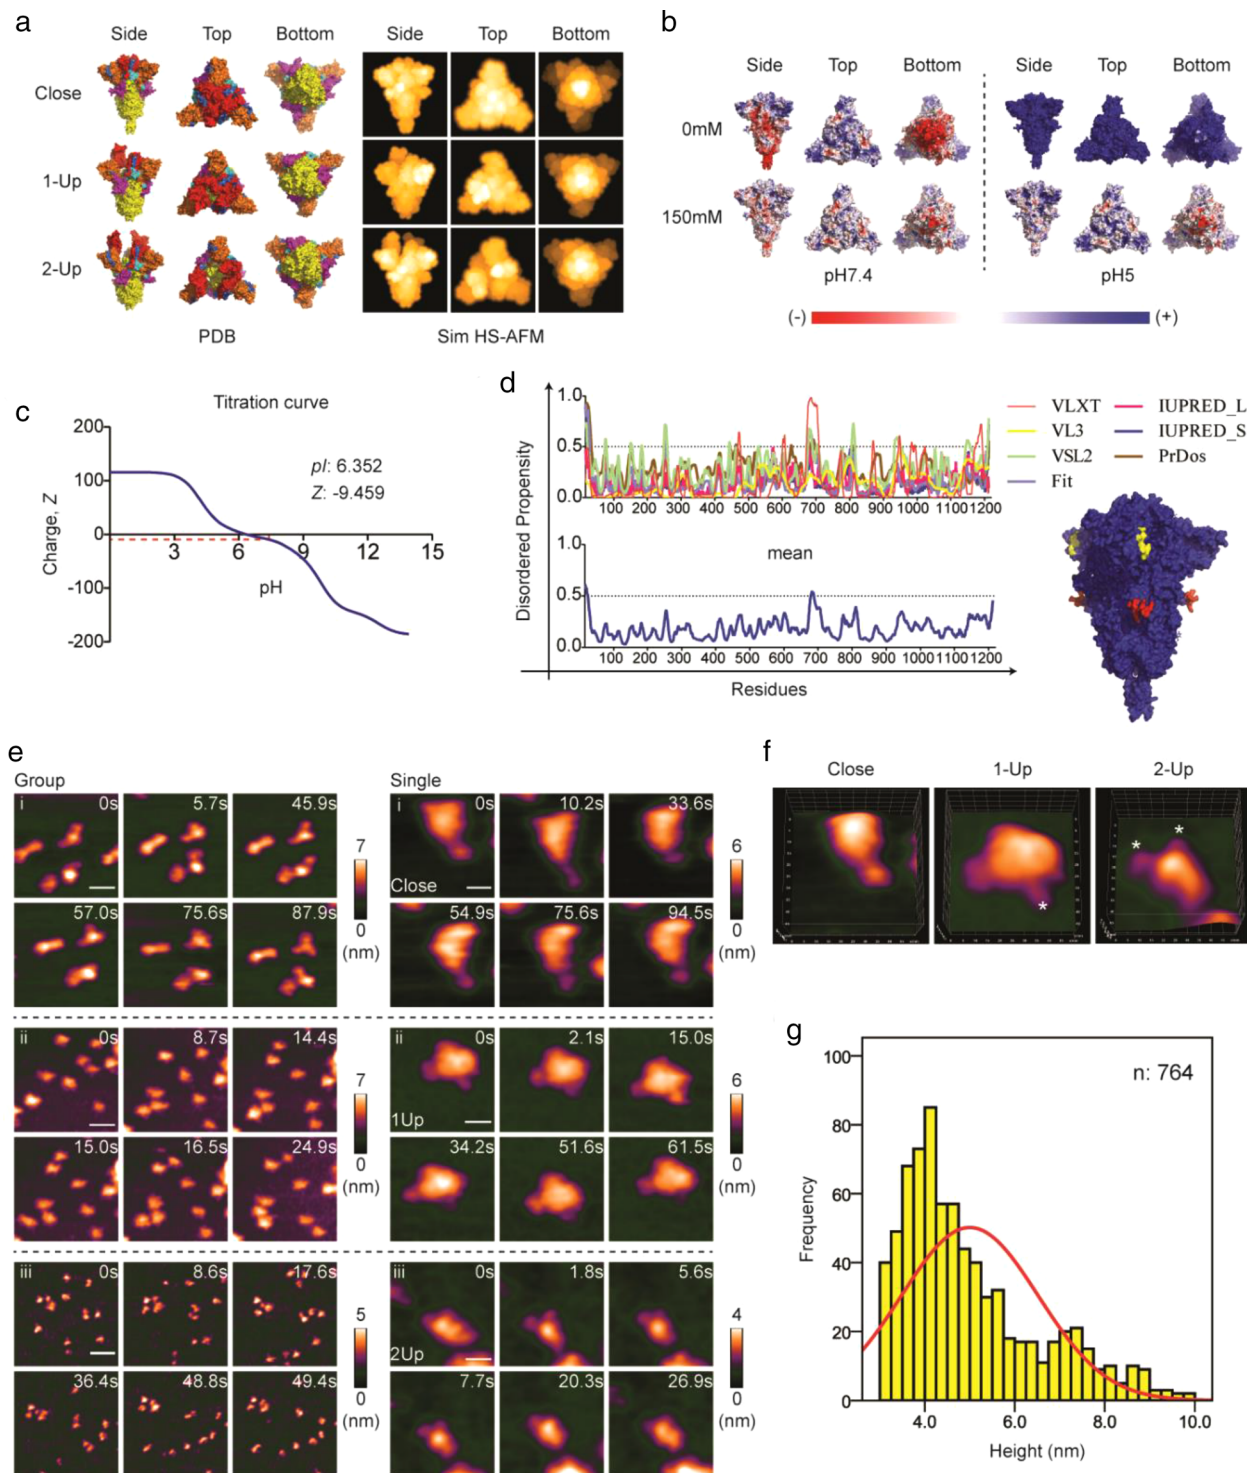 a
Side Top Bottom Side Top Bottom
Close
1-Up
2-Up
PDB Sim HS-AFM
b
Side Top Bottom Side Top Bottom
0mM
150mM
pH7.4 pH5
(-) (+)
c
Titration curve
pI: 6.352
Z: -9.459
Charge, Z
200
100
0
-100
-200
3 6 9 12 15
pH
d
Disordered Propensity
1.0
0.5
0.0
100 200 300 400 500 600 700 800 900 1000 1100 1200
1.0
mean
0.5
0.0
100 200 300 400 500 600 700 800 900 1000 1100 1200
Residues
VLXT IUPRED_L
VL3 IUPRED_S
VSL2 PrDos
Fit
e
Group Single
i 0s 5.7s 45.9s
57.0s 75.6s 87.9s
7
0
(nm)
i 0s 10.2s 33.6s
Close
54.9s 75.6s 94.5s
6
0
(nm)
ii 0s 8.7s 14.4s
15.0s 16.5s 24.9s
7
0
(nm)
ii 0s 2.1s 15.0s
1Up
34.2s 51.6s 61.5s
6
0
(nm)
iii 0s 8.6s 17.6s
36.4s 48.8s 49.4s
5
0
(nm)
iii 0s 1.8s 5.6s
2Up
7.7s 20.3s 26.9s
4
0
(nm)
f
Close 1-Up 2-Up
*
* *
g
n: 764
Frequency
100
80
60
40
20
0
4.0 6.0 8.0 10.0
Height (nm)